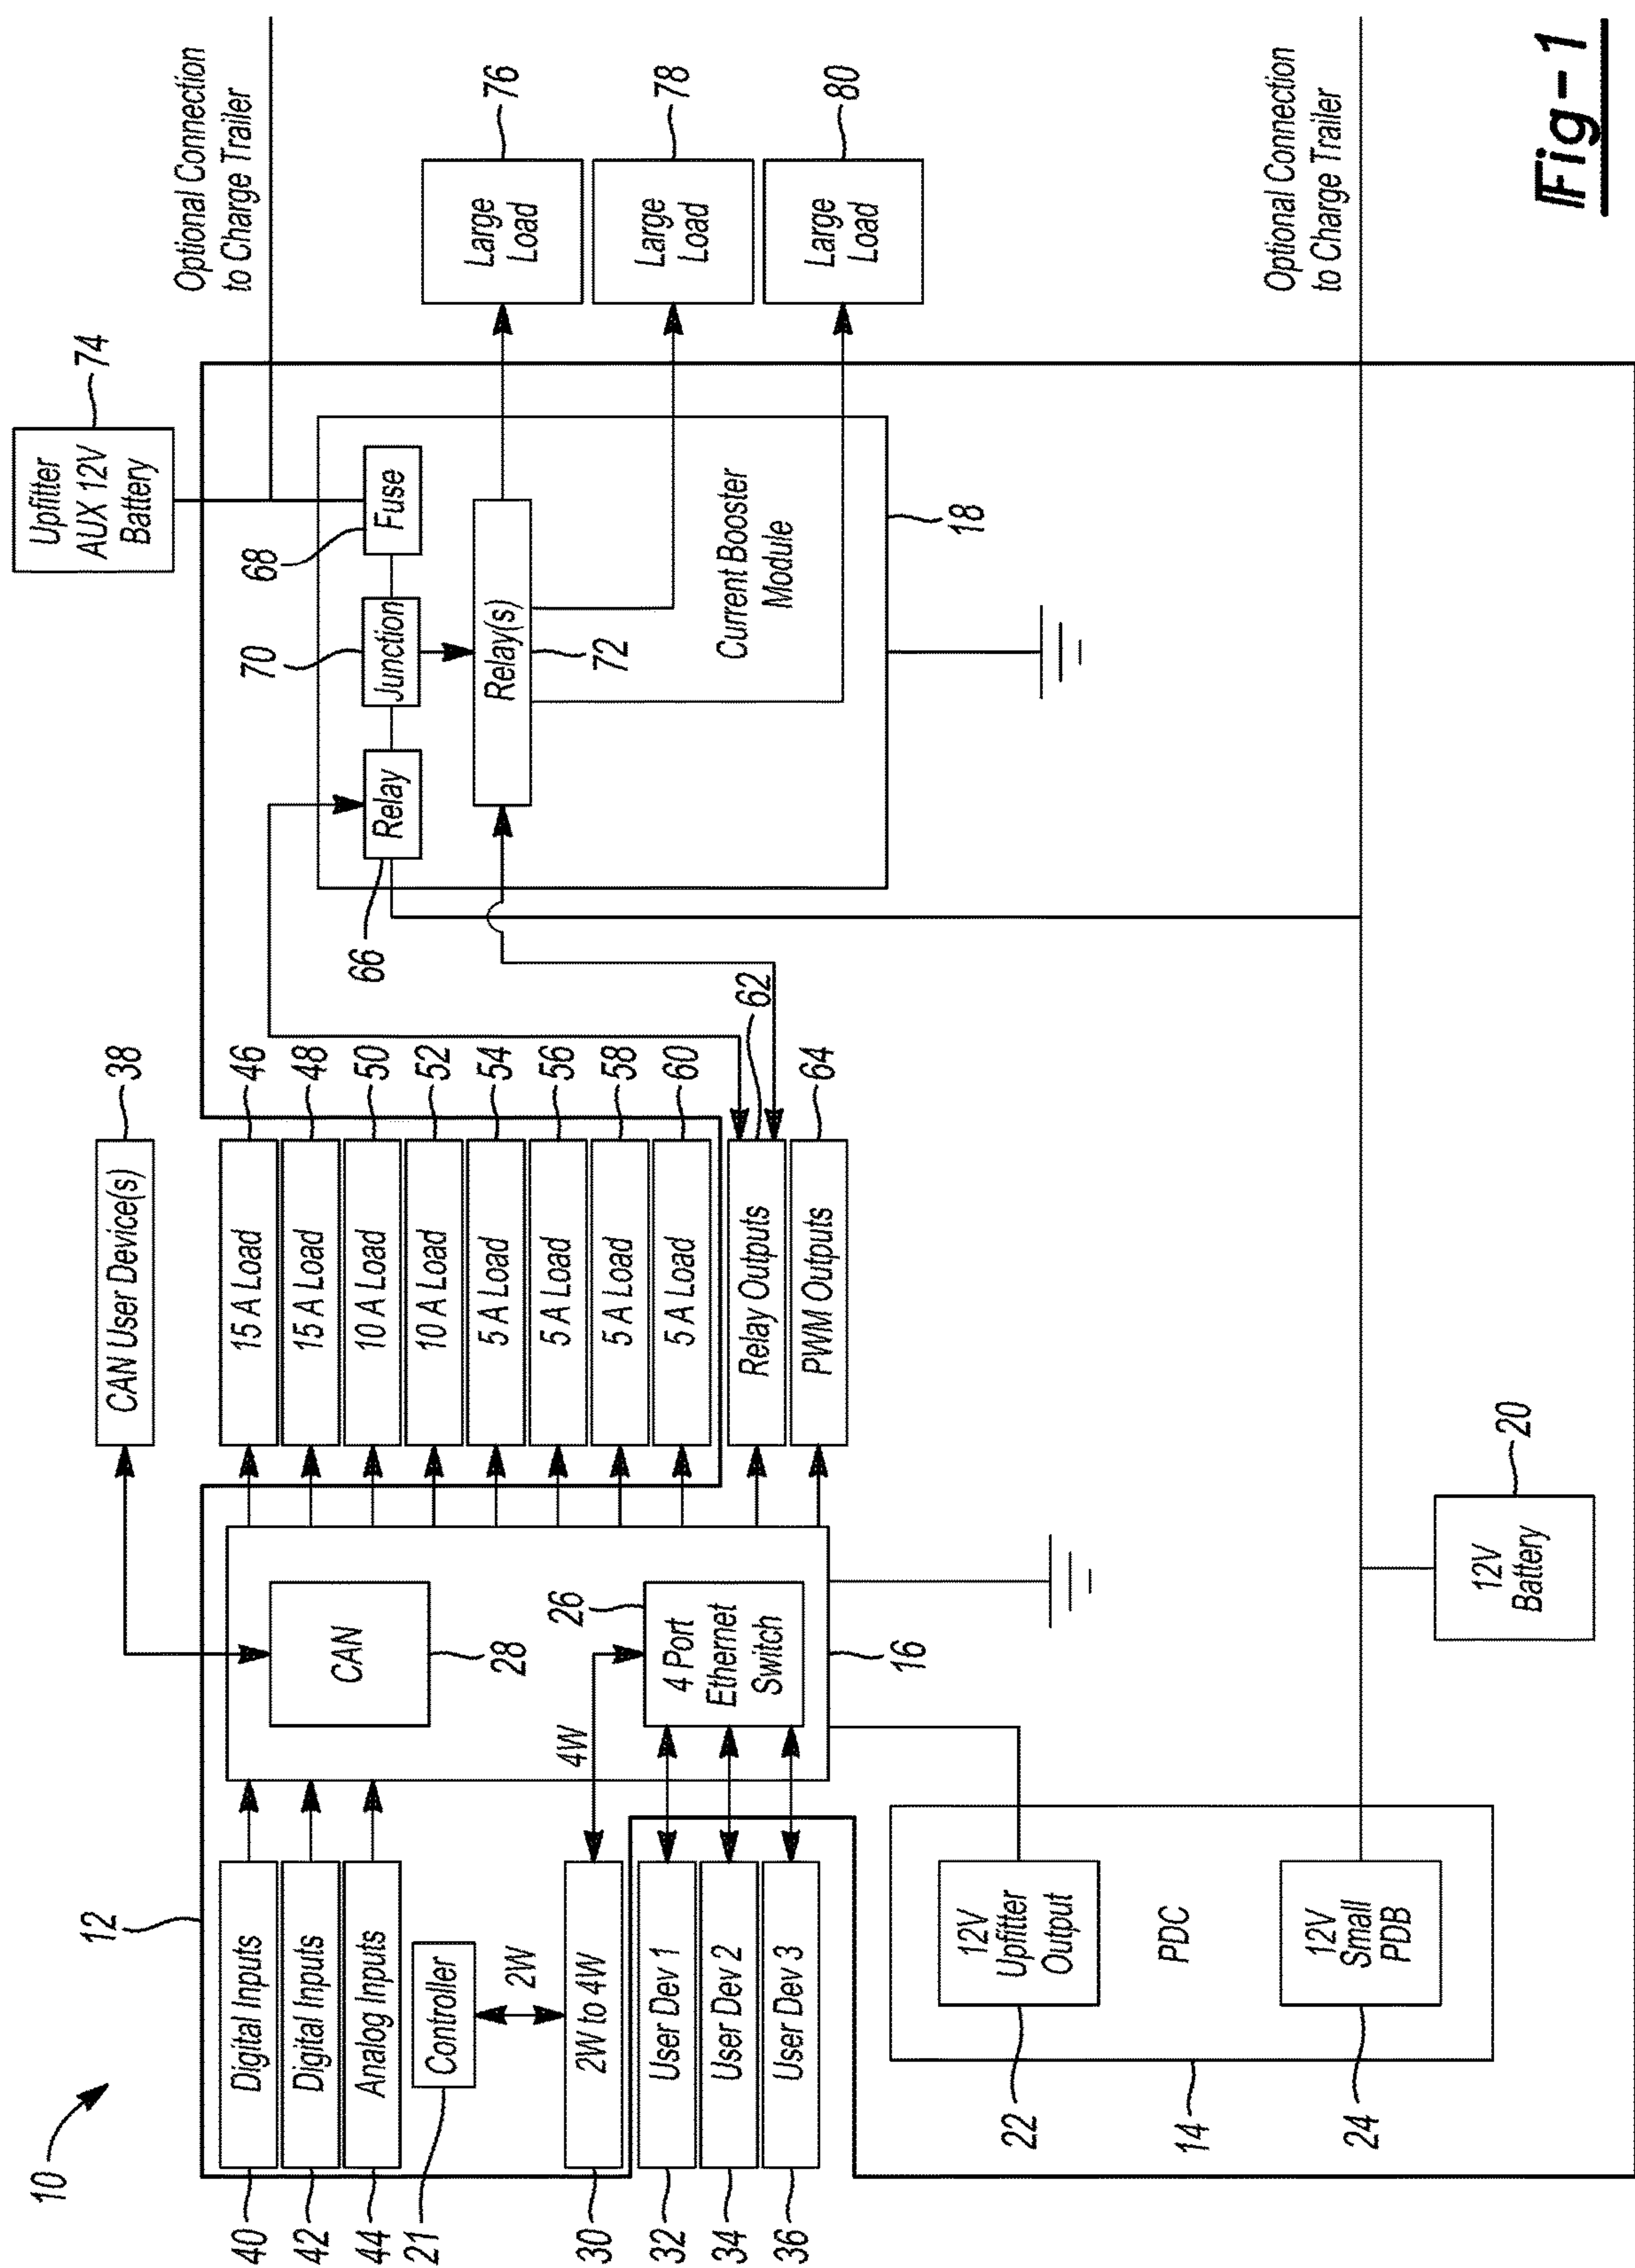 10
12
40
Digital Inputs
42
Digital Inputs
44
Analog Inputs
21
Controller
2W
30
2W to 4W
4W
32
User Dev 1
34
User Dev 2
36
User Dev 3
CAN
28
26
4 Port
Ethernet
Switch
16
38
CAN User Device(s)
15 A Load
46
15 A Load
48
10 A Load
50
10 A Load
52
5 A Load
54
5 A Load
56
5 A Load
58
5 A Load
60
Relay Outputs
62
PWM Outputs
64
Upfitter
AUX 12V
Battery
74
Optional Connection
to Charge Trailer
66
Relay
70
Junction
68
Fuse
Relay(s)
72
Current Booster
Module
18
Large
Load
76
Large
Load
78
Large
Load
80
14
PDC
22
12V
Upfitter
Output
24
12V
Small
PDB
12V
Battery
20
Optional Connection
to Charge Trailer
Fig-1